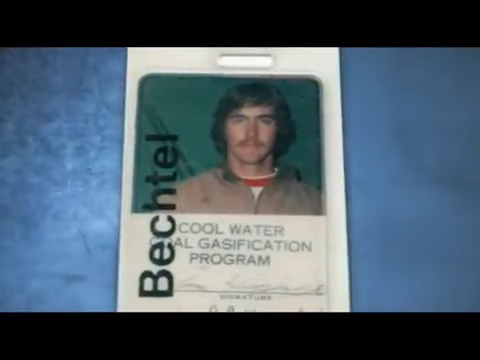 Bechtel
COOL WATER
COAL GASIFICATION
PROGRAM
SIGNATURE